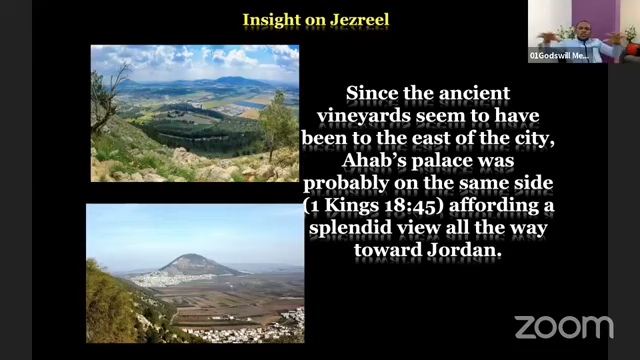 Insight on Jezreel
01Godswill Me...
Since the ancient
vineyards seem to have
been to the east of the city,
Ahab's palace was
probably on the same side
(1 Kings 18:45) affording a
splendid view all the way
toward Jordan.
zoom